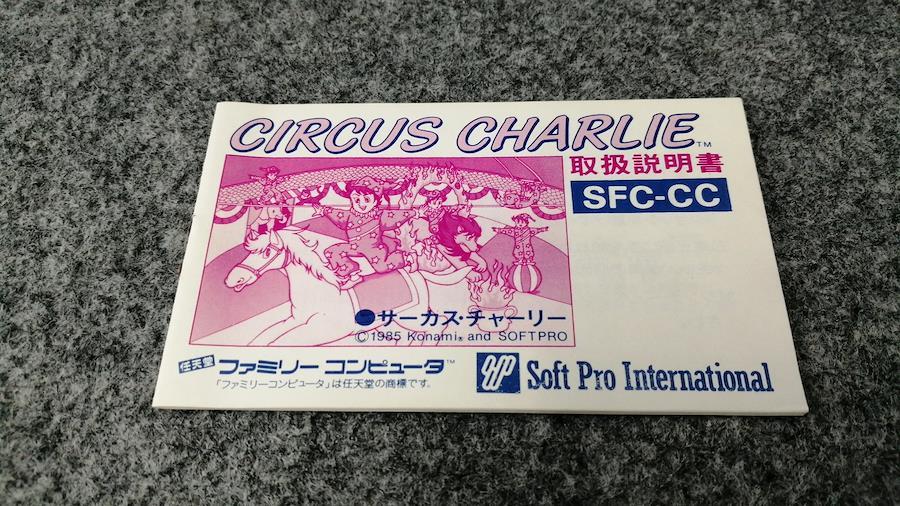 CIRCUS CHARLIE™
取扱説明書
SFC-CC
●サーカス・チャーリー
©1985 Konami® and SOFTPRO
任天堂 ファミリー コンピュータ™
「ファミリーコンピュータ」は任天堂の商標です。
Soft Pro International